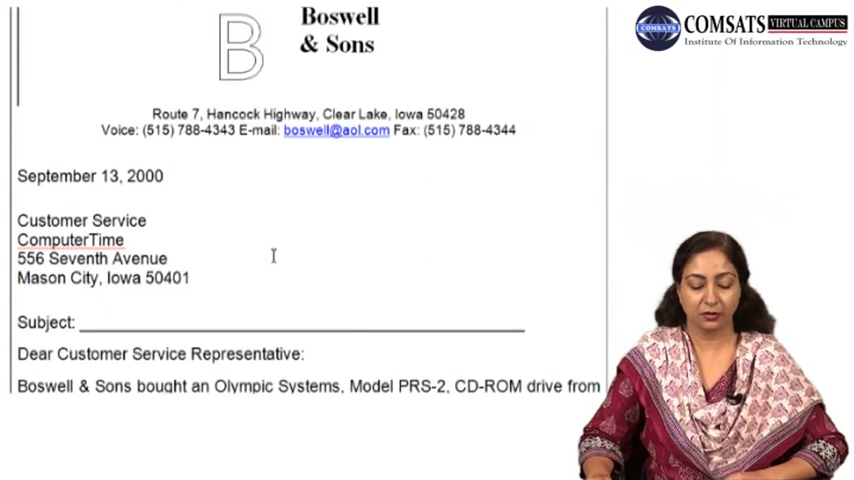 Boswell
& Sons
B
COMSATS VIRTUAL CAMPUS
Institute Of Information Technology
COMSATS
Route 7, Hancock Highway, Clear Lake, Iowa 50428
Voice: (515) 788-4343 E-mail: boswell@aol.com Fax: (515) 788-4344
September 13, 2000
Customer Service
ComputerTime
556 Seventh Avenue
Mason City, Iowa 50401
Subject:
Dear Customer Service Representative:
Boswell & Sons bought an Olympic Systems, Model PRS-2, CD-ROM drive from